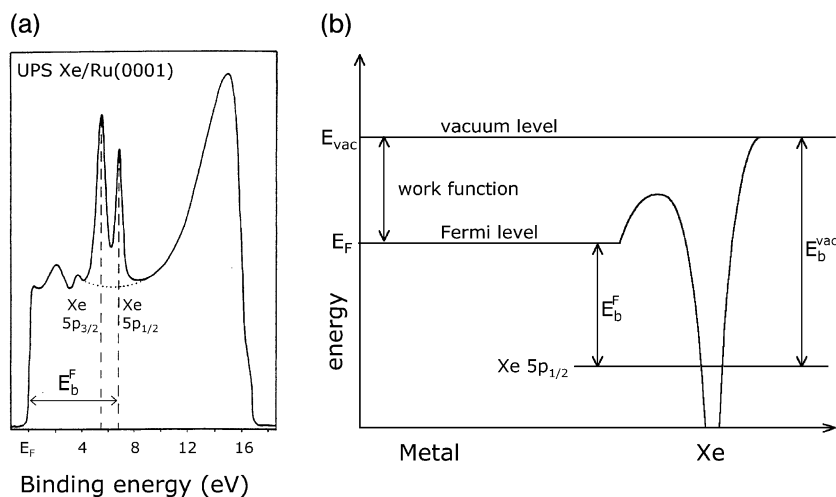 (a)
UPS Xe/Ru(0001)
Xe
5p3/2
Xe
5p1/2
E_b^F
E_F 4 8 12 16
Binding energy (eV)
(b)
E_vac
vacuum level
work function
E_F
Fermi level
E_b^F
E_b^vac
Xe 5p1/2
energy
Metal
Xe